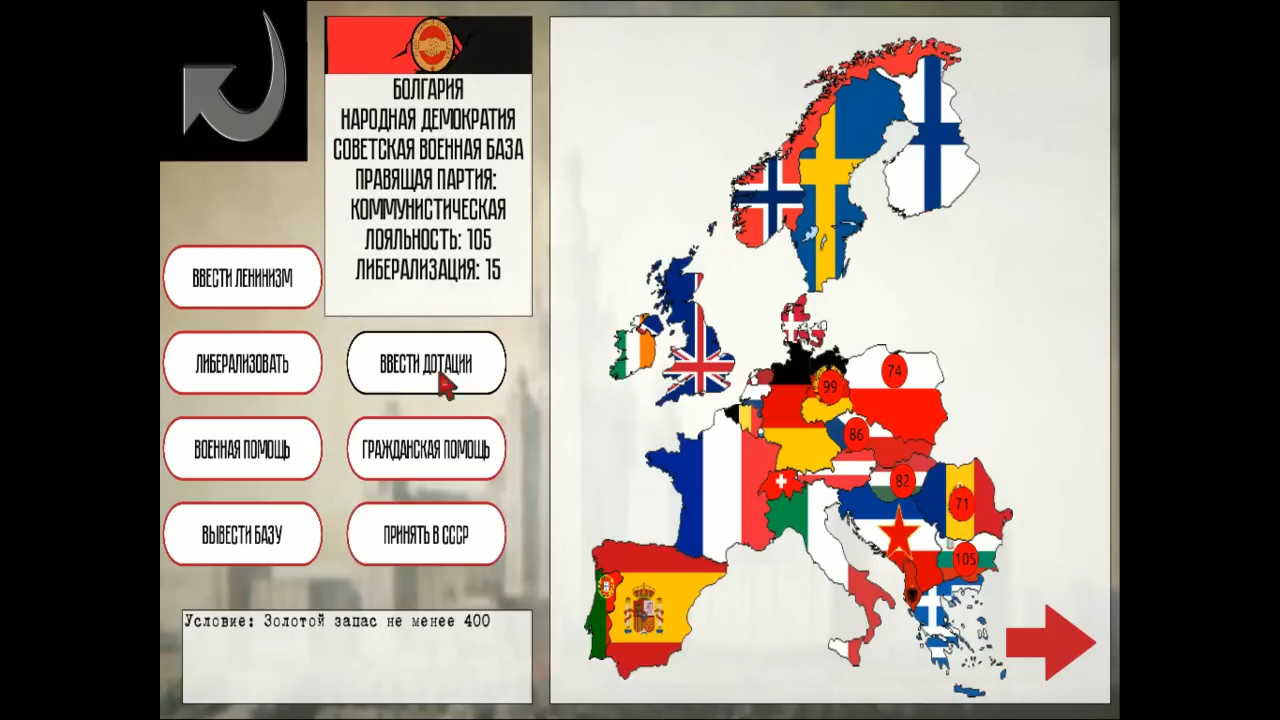 БОЛГАРИЯ
НАРОДНАЯ ДЕМОКРАТИЯ
СОВЕТСКАЯ ВОЕННАЯ БАЗА
ПРАВЯЩАЯ ПАРТИЯ:
КОММУНИСТИЧЕСКАЯ
ЛОЯЛЬНОСТЬ: 105
ЛИБЕРАЛИЗАЦИЯ: 15
ВВЕСТИ ЛЕНИНИЗМ
ЛИБЕРАЛИЗОВАТЬ
ВВЕСТИ ДОТАЦИИ
ВОЕННАЯ ПОМОЩЬ
ГРАЖДАНСКАЯ ПОМОЩЬ
ВЫВЕСТИ БАЗУ
ПРИНЯТЬ В СССР
Условие: Золотой запас не менее 400
74
99
86
82
71
105